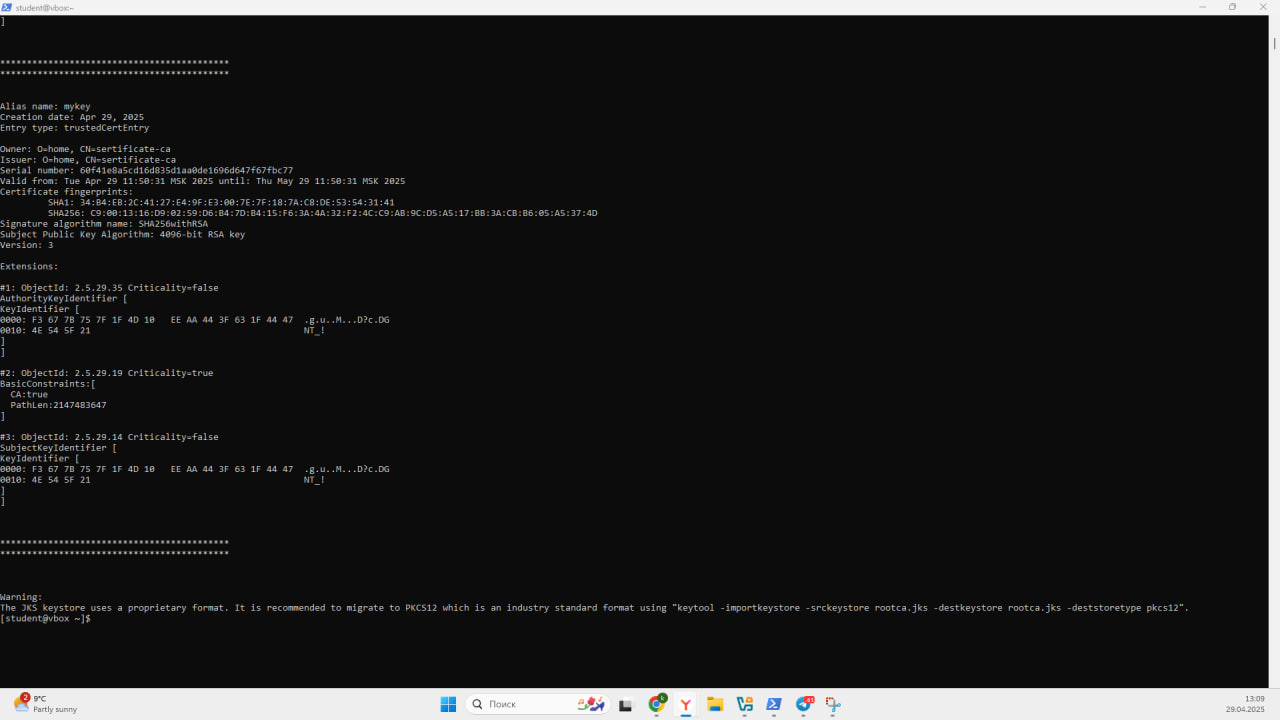 student@vbox:~
]
*******************************************
*******************************************
Alias name: mykey
Creation date: Apr 29, 2025
Entry type: trustedCertEntry
Owner: O=home, CN=sertificate-ca
Issuer: O=home, CN=sertificate-ca
Serial number: 60f41e8a5cd16d835d1aa0de1696d647f67fbc77
Valid from: Tue Apr 29 11:50:31 MSK 2025 until: Thu May 29 11:50:31 MSK 2025
Certificate fingerprints:
SHA1: 34:B4:EB:2C:41:27:E4:9F:E3:00:7E:7F:18:7A:C8:DE:53:54:31:41
SHA256: C9:00:13:16:D9:02:59:D6:B4:7D:B4:15:F6:3A:4A:32:F2:4C:C9:AB:9C:D5:A5:17:BB:3A:CB:B6:05:A5:37:4D
Signature algorithm name: SHA256withRSA
Subject Public Key Algorithm: 4096-bit RSA key
Version: 3
Extensions:
#1: ObjectId: 2.5.29.35 Criticality=false
AuthorityKeyIdentifier [
KeyIdentifier [
0000: F3 67 7B 75 7F 1F 4D 10   EE AA 44 3F 63 1F 44 47  .g.u..M...D?c.DG
0010: 4E 54 5F 21                                        NT_!
]
]
#2: ObjectId: 2.5.29.19 Criticality=true
BasicConstraints:[
CA:true
PathLen:2147483647
]
#3: ObjectId: 2.5.29.14 Criticality=false
SubjectKeyIdentifier [
KeyIdentifier [
0000: F3 67 7B 75 7F 1F 4D 10   EE AA 44 3F 63 1F 44 47  .g.u..M...D?c.DG
0010: 4E 54 5F 21                                        NT_!
]
]
*******************************************
*******************************************
Warning:
The JKS keystore uses a proprietary format. It is recommended to migrate to PKCS12 which is an industry standard format using "keytool -importkeystore -srckeystore rootca.jks -destkeystore rootca.jks -deststoretype pkcs12".
[student@vbox ~]$
2
9°C
Partly sunny
Поиск
13:09
29.04.2025